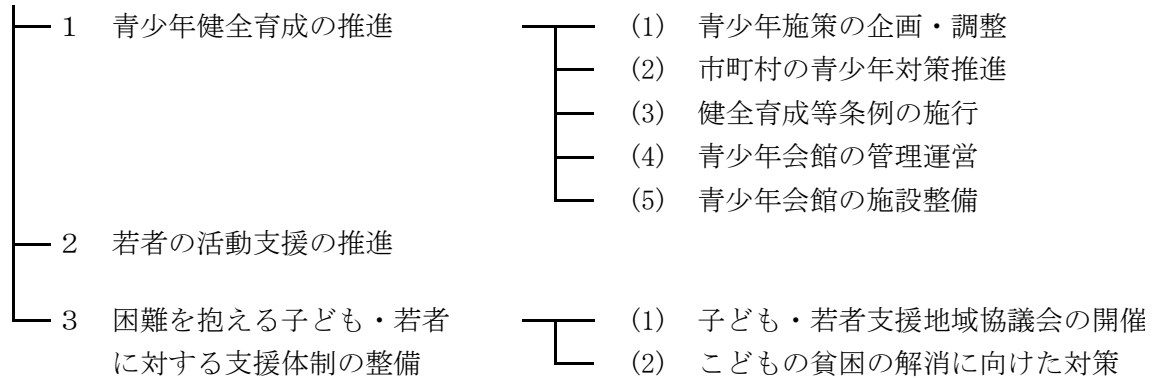 １ 青少年健全育成の推進 (1) 青少年施策の企画・調整
(2) 市町村の青少年対策推進
(3) 健全育成等条例の施行
(4) 青少年会館の管理運営
(5) 青少年会館の施設整備
２ 若者の活動支援の推進
３ 困難を抱える子ども・若者 (1) 子ども・若者支援地域協議会の開催
に対する支援体制の整備 (2) こどもの貧困の解消に向けた対策